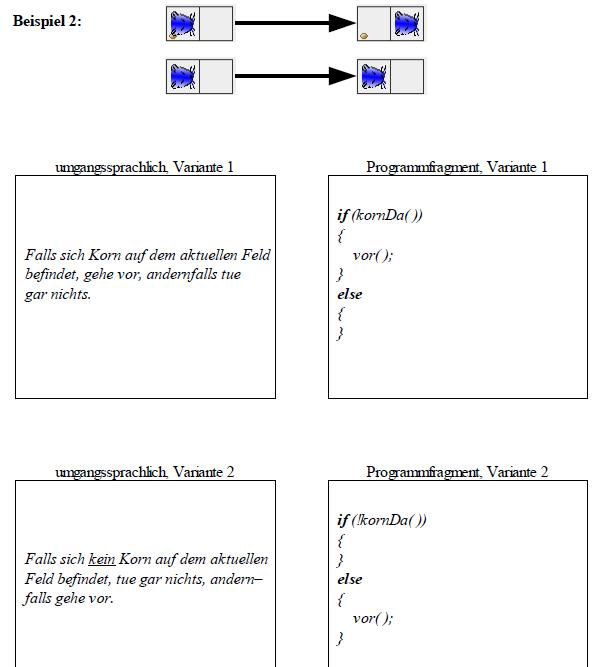 Beispiel 2:
umgangssprachlich, Variante 1
Programmfragment, Variante 1
Falls sich Korn auf dem aktuellen Feld
befindet, gehe vor, andernfalls tue
gar nichts.
if (kornDa( ))
{
vor( );
}
else
{
}
umgangssprachlich, Variante 2
Programmfragment, Variante 2
Falls sich kein Korn auf dem aktuellen
Feld befindet, tue gar nichts, andern–
falls gehe vor.
if (!kornDa( ))
{
}
else
{
vor( );
}